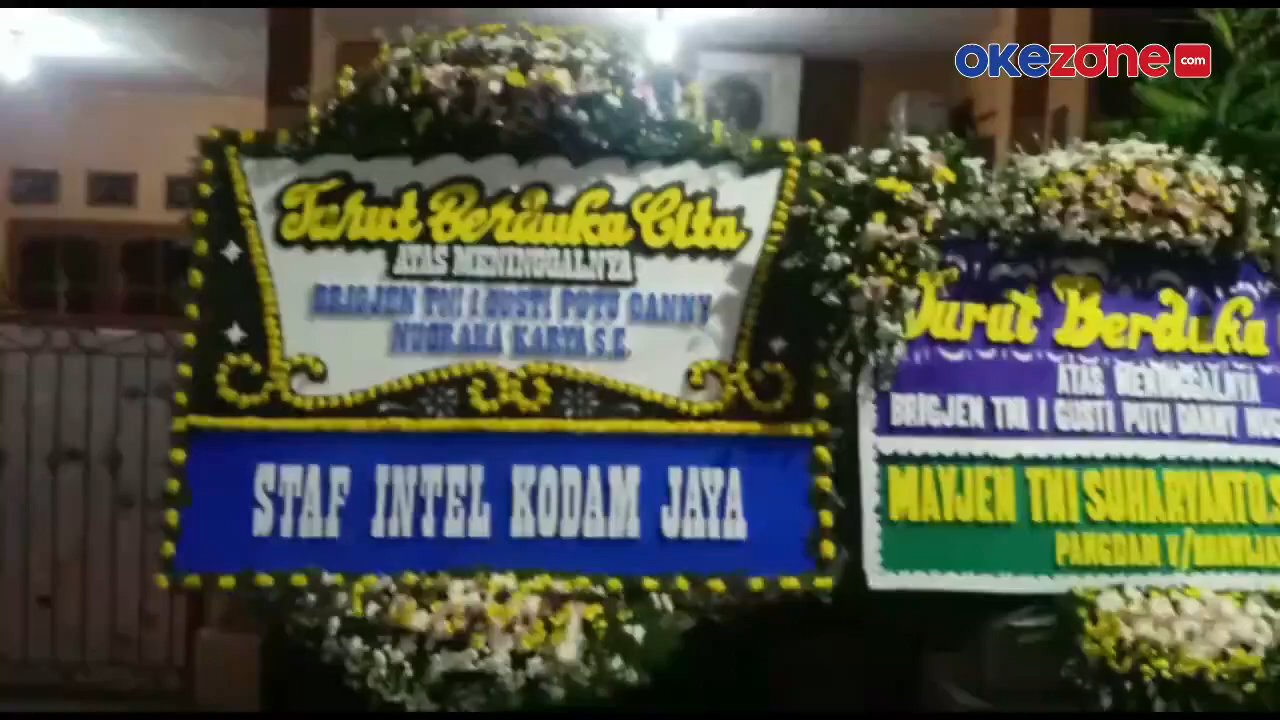 OKEZONE.com
Turut Berduka Cita
ATAS MENINGGALNYA
BRIGJEN TNI I GUSTI PUTU DANNY
NUGRAHA KARYA S.E.
STAF INTEL KODAM JAYA
Turut Berduka
ATAS MENINGGALNYA
BRIGJEN TNI I GUSTI PUTU DANNY
MAYJEN TNI SUHARYANTO,S
PANGDAM V/